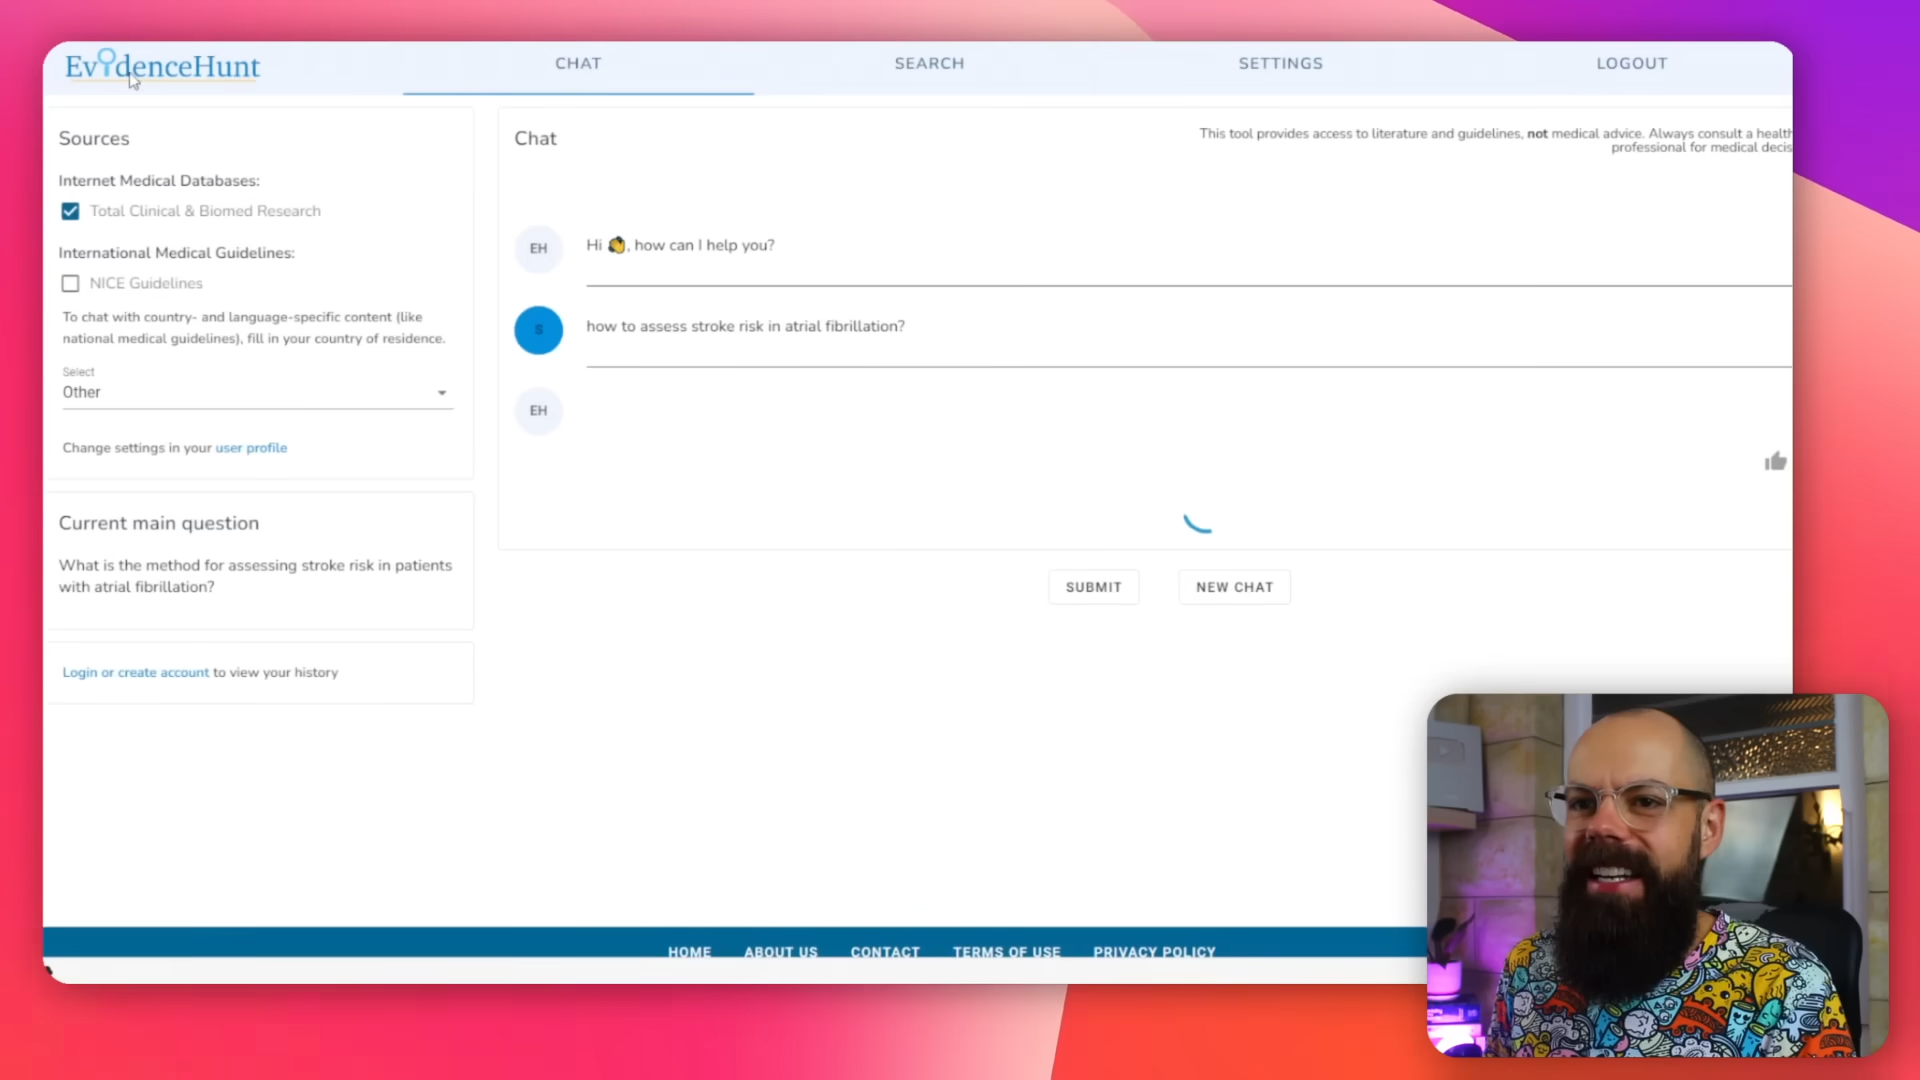 EvidenceHunt
CHAT
SEARCH
SETTINGS
LOGOUT
Sources
Internet Medical Databases:
Total Clinical & Biomed Research
International Medical Guidelines:
NICE Guidelines
To chat with country- and language-specific content (like
national medical guidelines), fill in your country of residence.
Select
Other
Change settings in your user profile
Current main question
What is the method for assessing stroke risk in patients
with atrial fibrillation?
Login or create account to view your history
Chat
This tool provides access to literature and guidelines, not medical advice. Always consult a health
professional for medical decis
EH
Hi 👋, how can I help you?
S
how to assess stroke risk in atrial fibrillation?
EH
SUBMIT
NEW CHAT
HOME
ABOUT US
CONTACT
TERMS OF USE
PRIVACY POLICY